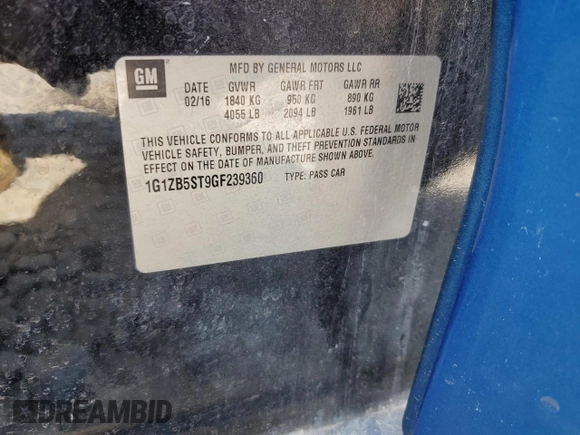 GM
MFD BY GENERAL MOTORS LLC
DATE GVWR GAWR FRT GAWR RR
02/16 1840 KG 950 KG 890 KG
4055 LB 2094 LB 1961 LB
THIS VEHICLE CONFORMS TO ALL APPLICABLE U.S. FEDERAL MOTOR
VEHICLE SAFETY, BUMPER, AND THEFT PREVENTION STANDARDS IN
EFFECT ON THE DATE OF MANUFACTURE SHOWN ABOVE.
1G1ZB5ST9GF239360 TYPE: PASS CAR
DREAMBID